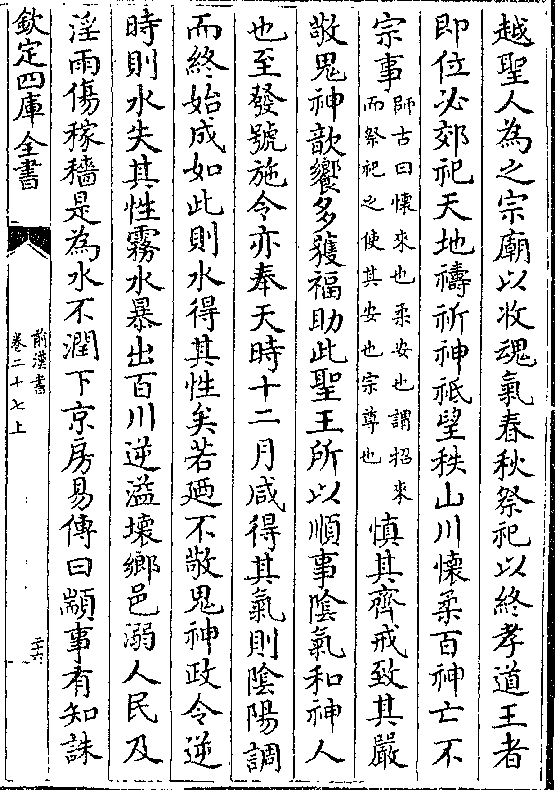 越聖人為之宗廟以收魂氣春秋祭祀以終孝道王者
即位必郊祀天地禱祈神祇望秩山川懷柔百神亡不
宗事
師古曰懷來也柔安也謂招來
而祭祀之使其安也宗尊也
慎其齊戒致其嚴
敬鬼神歆饗多獲福助此聖王所以順事陰氣和神人
也至發號施令亦奉天時十二月咸得其氣則陰陽調
而終始成如此則水得其性矣若廼不敬鬼神政令逆
時則水失其性霧水暴出百川逆溢壞鄉邑溺人民及
淫雨傷稼穡是為水不潤下京房易傳曰顓事有知誅
欽定四庫全書
前漢書
卷二十七上
二十六